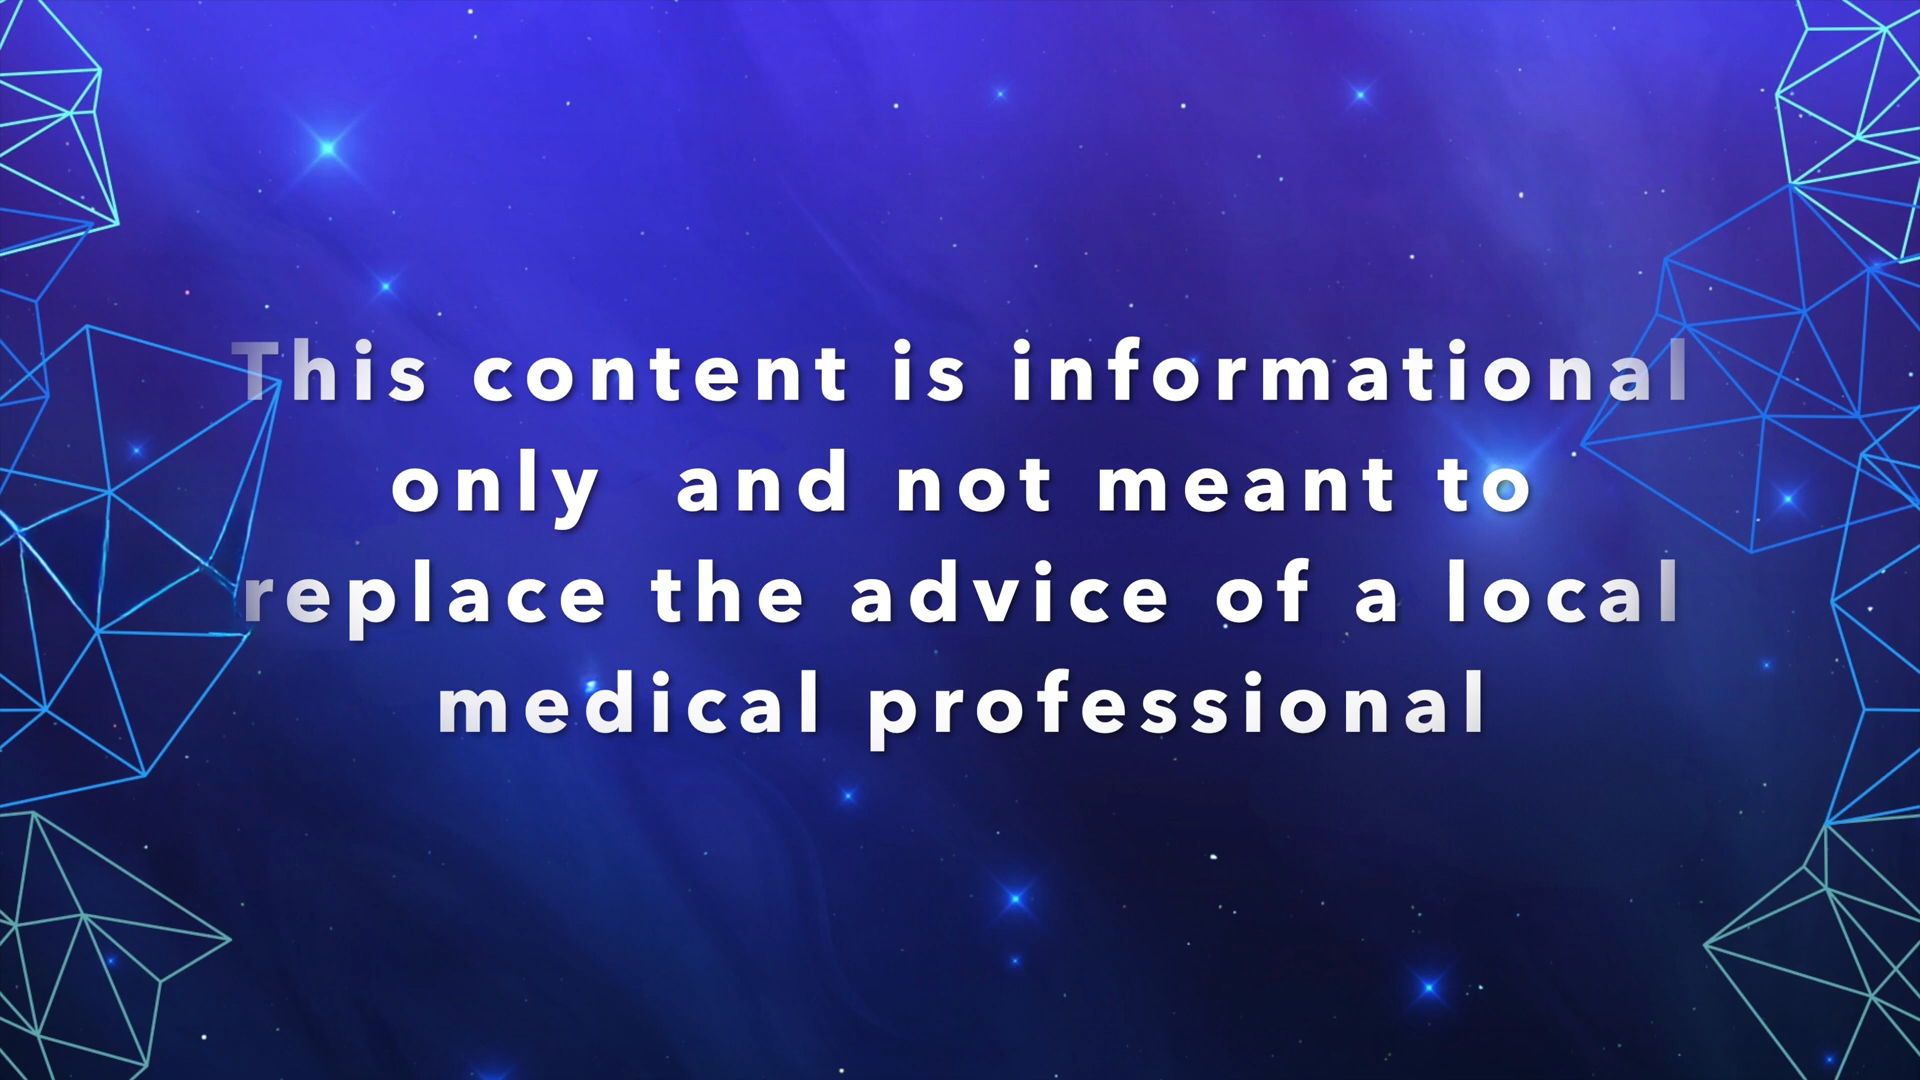 This content is informational
only  and not meant to
replace the advice of a local
medical professional